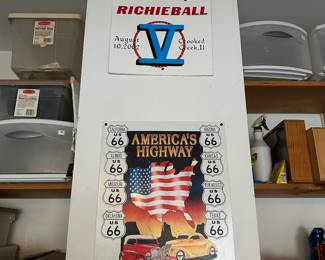 RICHIEBALL
August
10, 2002
V
Crooked
Creek, Il
AMERICA'S
HIGHWAY
CALIFORNIA
US
66
ARIZONA
US
66
ILLINOIS
US
66
KANSAS
US
66
MISSOURI
US
66
NEW MEXICO
US
66
OKLAHOMA
US
66
TEXAS
US
66